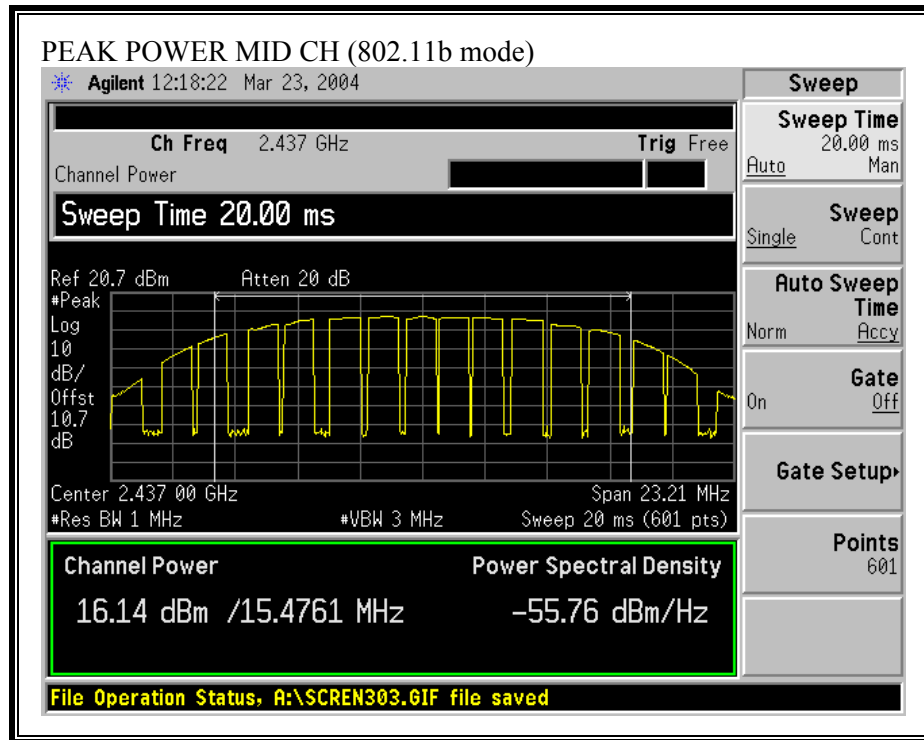 PEAK POWER MID CH (802.11b mode)
Agilent 12:18:22 Mar 23, 2004
Ch Freq 2.437 GHz Trig Free
Channel Power
Sweep Time 20.00 ms
Ref 20.7 dBm Atten 20 dB
#Peak
Log
10
dB/
Offst
10.7
dB
Center 2.437 00 GHz Span 23.21 MHz
#Res BW 1 MHz #VBW 3 MHz Sweep 20 ms (601 pts)
Channel Power Power Spectral Density
16.14 dBm /15.4761 MHz -55.76 dBm/Hz
File Operation Status, A:\SCREN303.GIF file saved
Sweep
Sweep Time
20.00 ms
Auto Man
Sweep
Single Cont
Auto Sweep
Time
Norm Accy
Gate
On Off
Gate Setup
Points
601